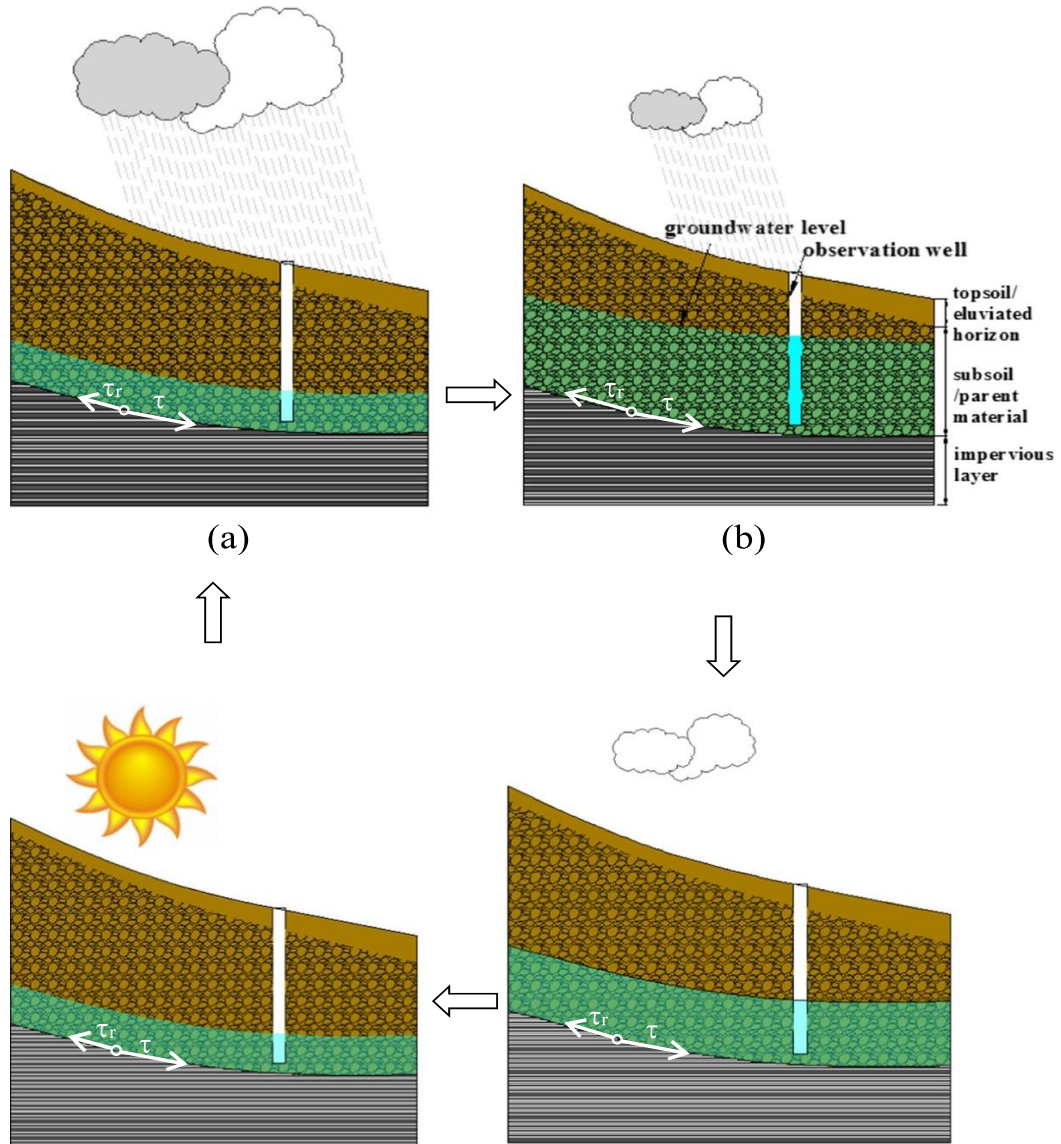 groundwater level
observation well
topsoil/
eluviated
horizon
subsoil
/parent
material
impervious
layer
τr
τ
τr
τ
(a)
(b)
τr
τ
τr
τ